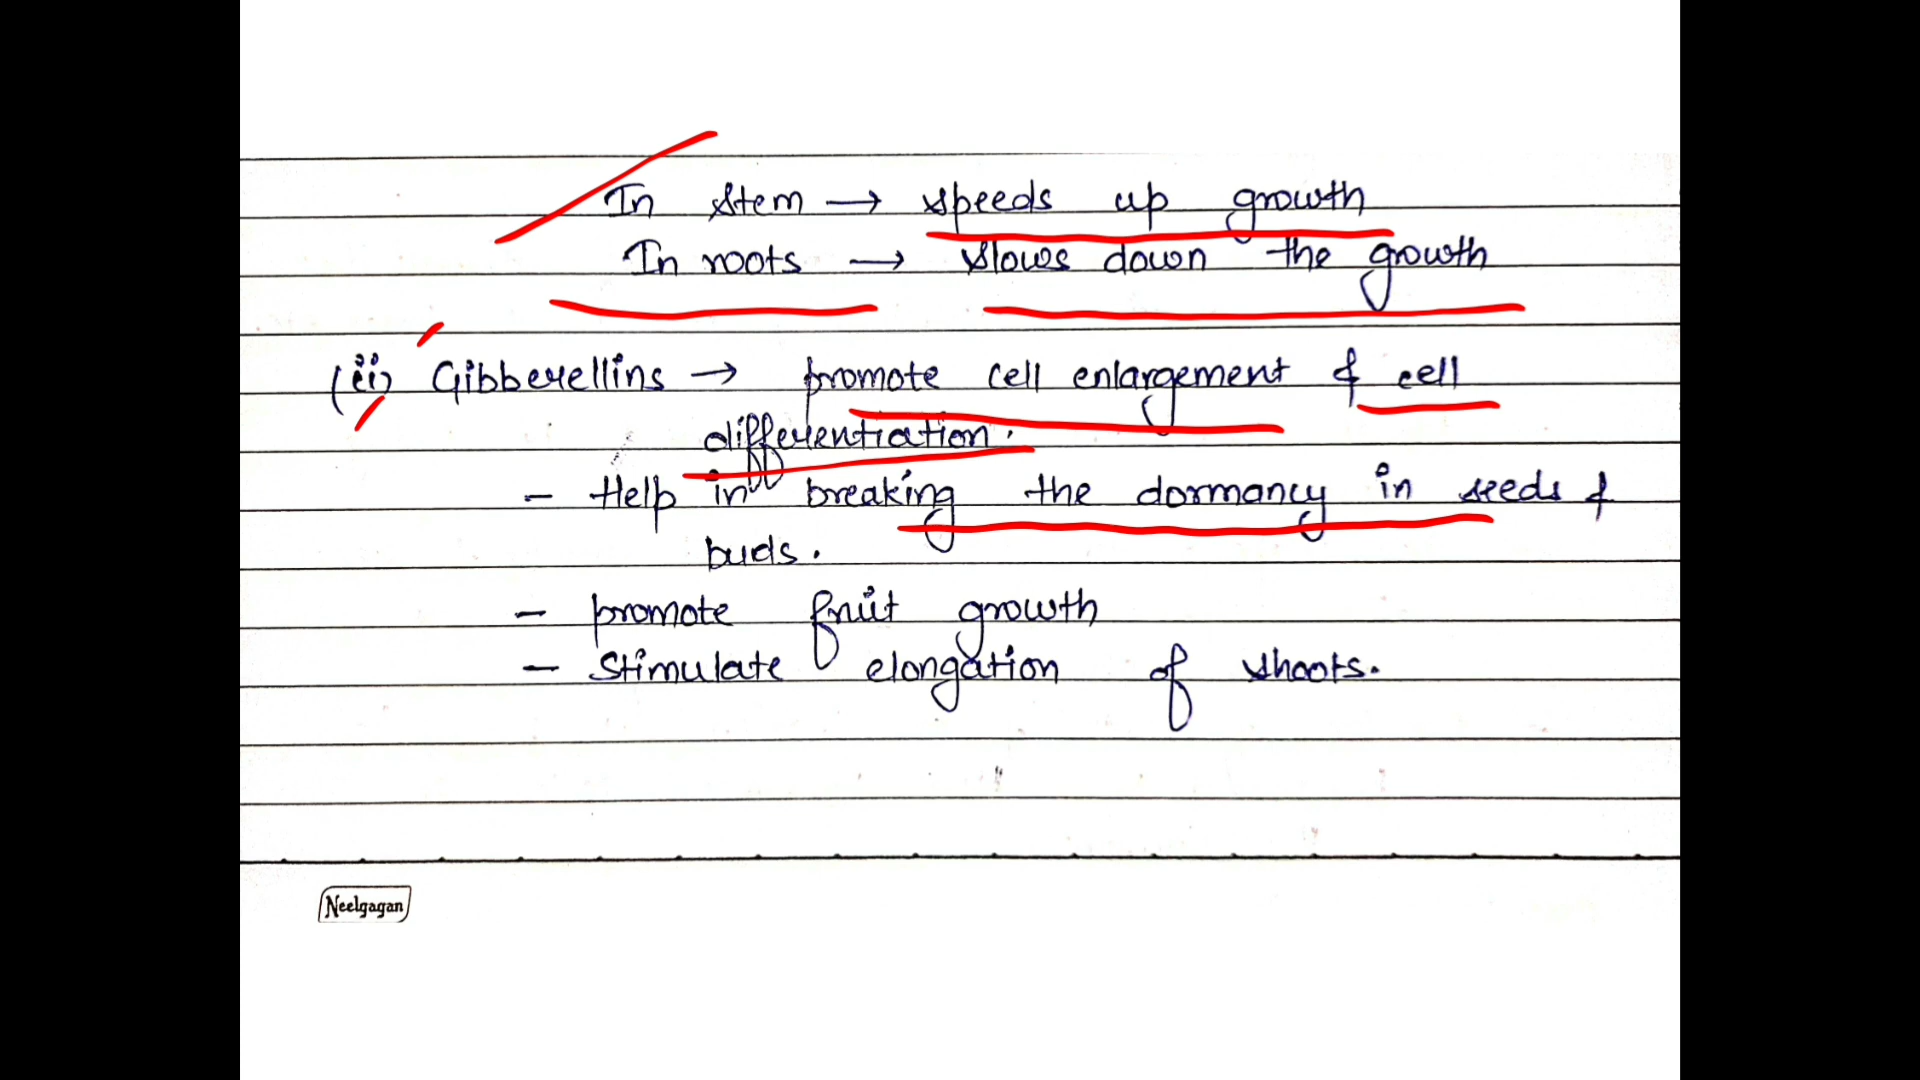 In stem → speeds up growth
In roots → slows down the growth
(ii) Gibberellins → promote cell enlargement & cell
differentiation.
- Help in breaking the dormancy in seeds &
buds.
- promote fruit growth
- Stimulate elongation of shoots.
Neelgagan